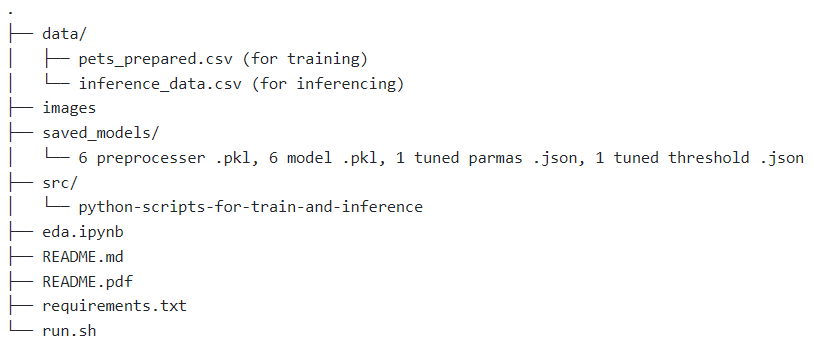 .
├── data/
│   ├── pets_prepared.csv (for training)
│   └── inference_data.csv (for inferencing)
├── images
├── saved_models/
│   └── 6 preprocesser .pkl, 6 model .pkl, 1 tuned parmas .json, 1 tuned threshold .json
├── src/
│   └── python-scripts-for-train-and-inference
├── eda.ipynb
├── README.md
├── README.pdf
├── requirements.txt
└── run.sh